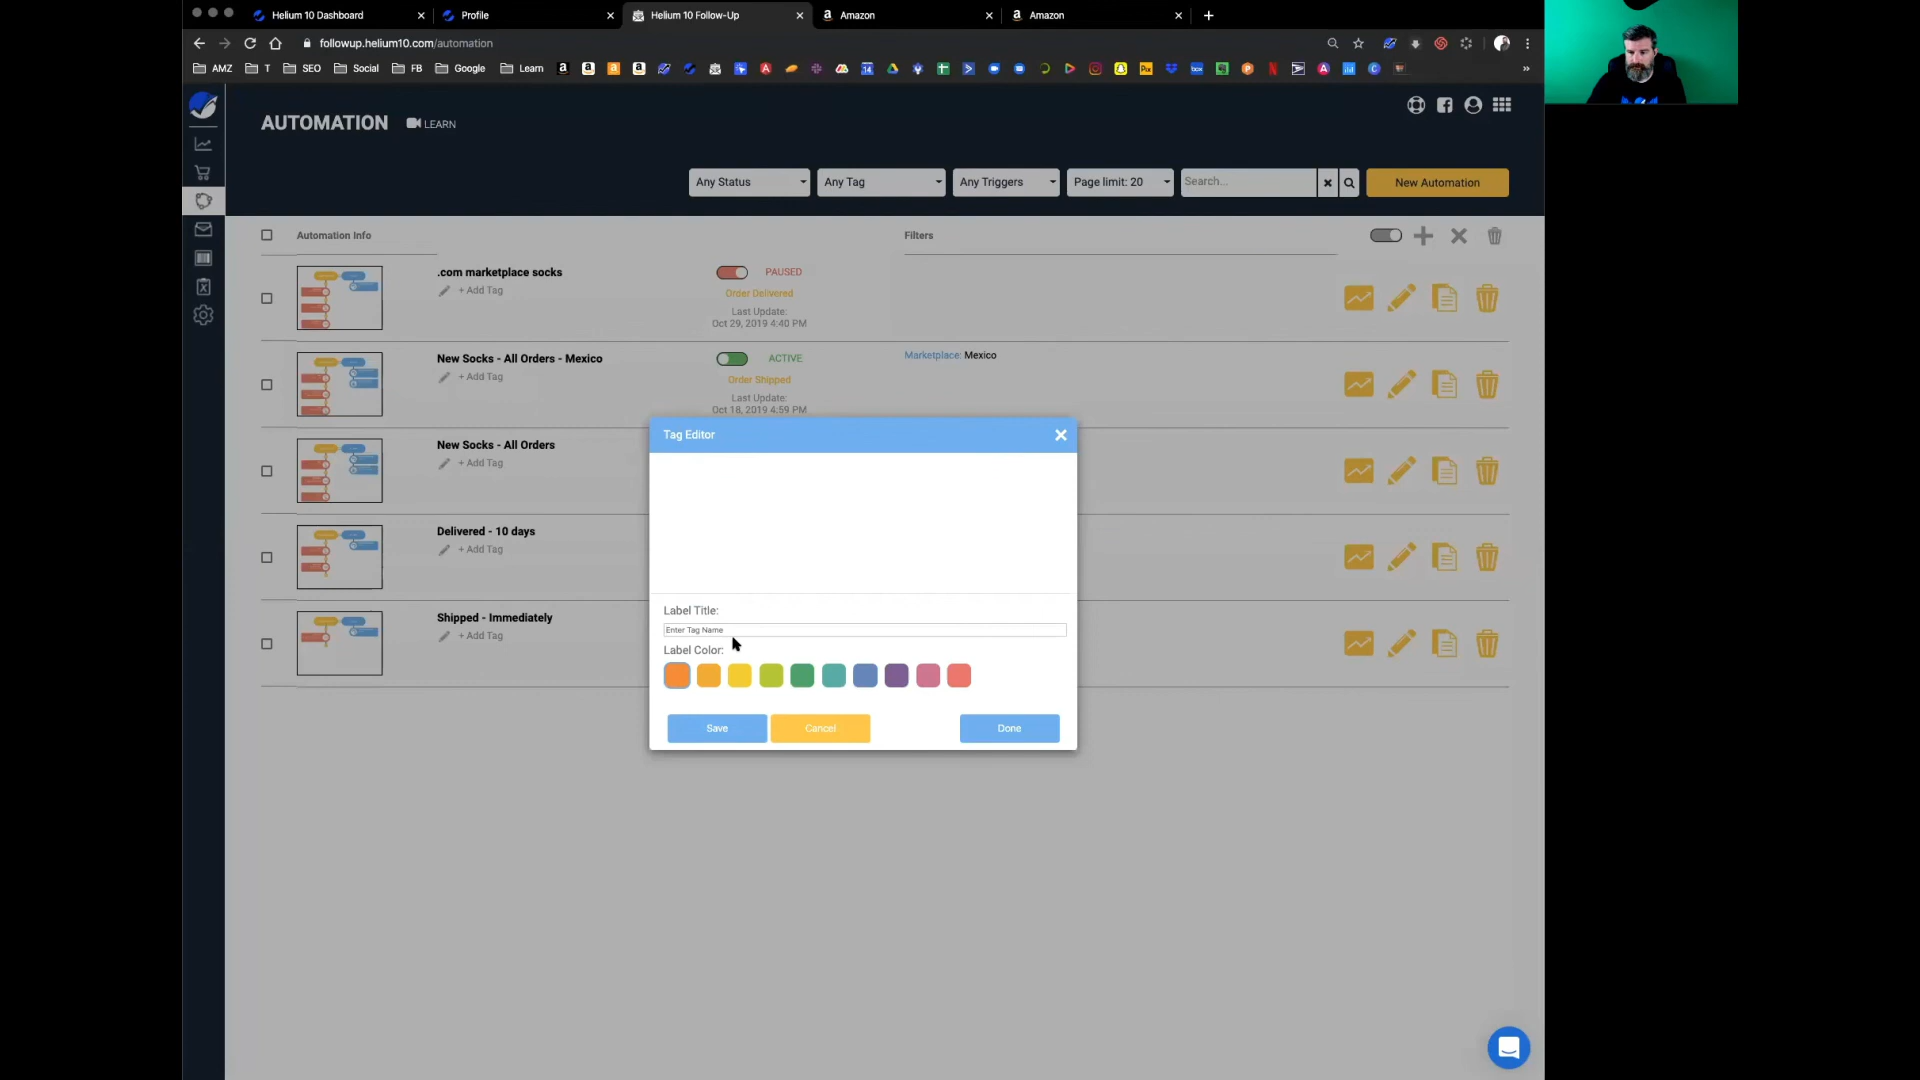 Helium 10 Dashboard
Profile
Helium 10 Follow-Up
Amazon
Amazon
followup.helium10.com/automation
AMZ
T
SEO
Social
FB
Google
Learn
AUTOMATION
LEARN
Any Status
Any Tag
Any Triggers
Page limit: 20
Search...
New Automation
Automation Info
Filters
.com marketplace socks
+ Add Tag
PAUSED
Order Delivered
Last Update:
Oct 29, 2019 4:40 PM
New Socks - All Orders - Mexico
+ Add Tag
ACTIVE
Order Shipped
Last Update:
Oct 18, 2019 4:59 PM
Marketplace: Mexico
New Socks - All Orders
+ Add Tag
Delivered - 10 days
+ Add Tag
Shipped - Immediately
+ Add Tag
Tag Editor
Label Title:
Enter Tag Name
Label Color:
Save
Cancel
Done